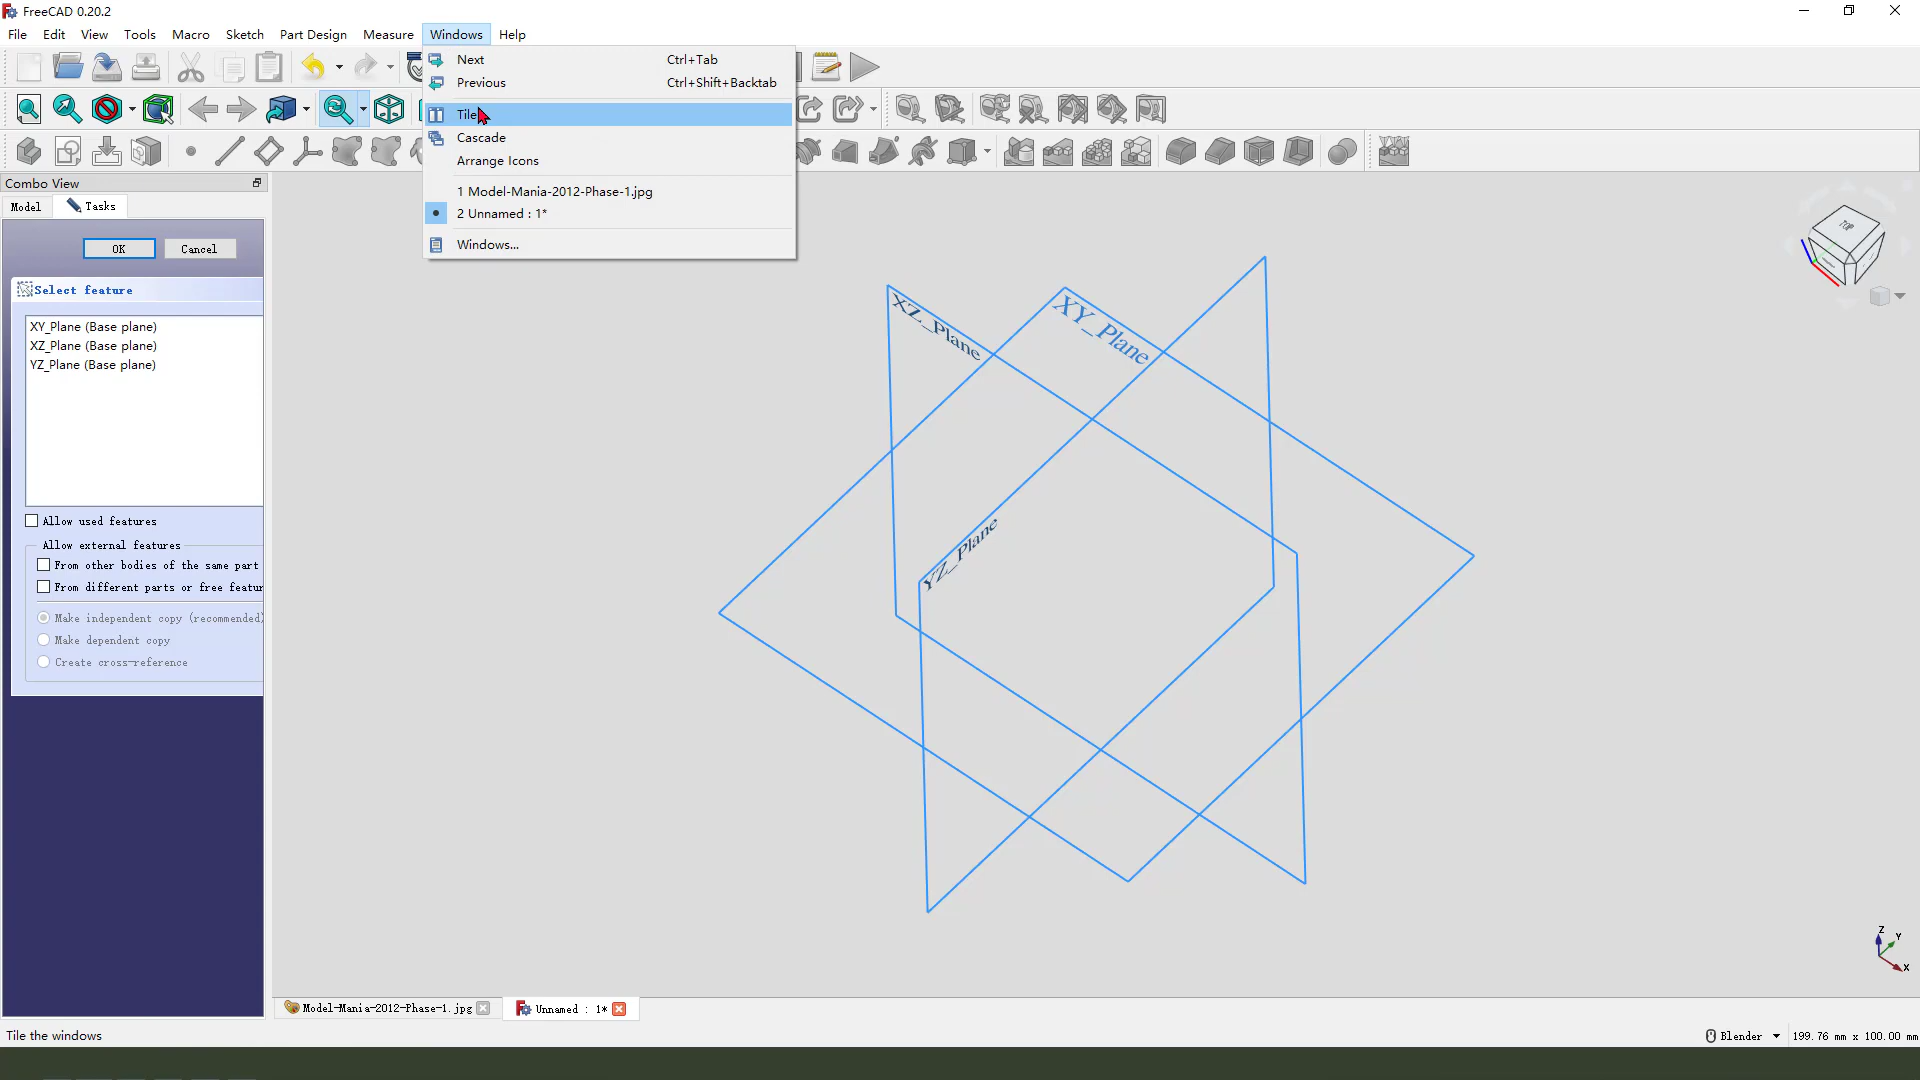 FreeCAD 0.20.2
File Edit View Tools Macro Sketch Part Design Measure Windows Help
Next Ctrl+Tab
Previous Ctrl+Shift+Backtab
Tile
Cascade
Arrange Icons
1 Model-Mania-2012-Phase-1.jpg
2 Unnamed : 1*
Windows...
Combo View
Model Tasks
OK Cancel
Select feature
XY_Plane (Base plane)
XZ_Plane (Base plane)
YZ_Plane (Base plane)
Allow used features
Allow external features
From other bodies of the same part
From different parts or free featur
Make independent copy (recommended)
Make dependent copy
Create cross-reference
XZ_Plane
XY_Plane
YZ_Plane
TOP
Z
Y
X
Model-Mania-2012-Phase-1.jpg Unnamed : 1*
Tile the windows
Blender 199.76 mm x 100.00 mm